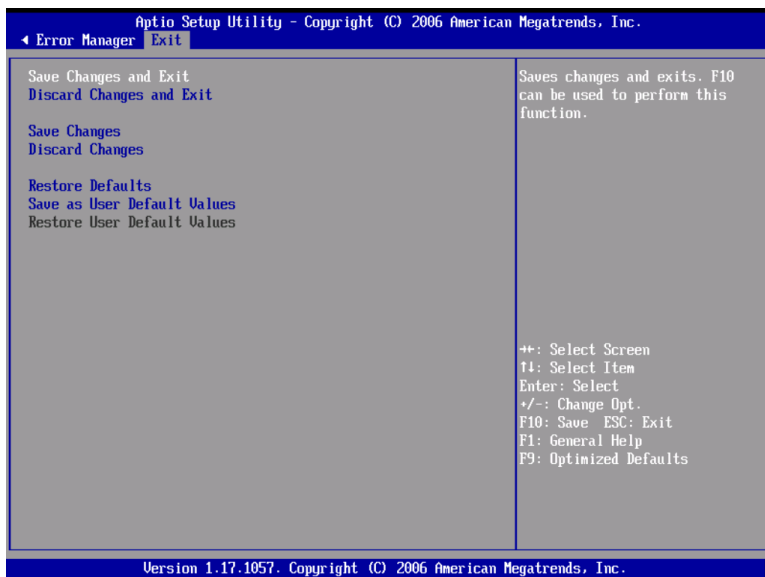 Aptio Setup Utility - Copyright (C) 2006 American Megatrends, Inc.
◄ Error Manager Exit
Save Changes and Exit
Discard Changes and Exit
Save Changes
Discard Changes
Restore Defaults
Save as User Default Values
Restore User Default Values
Saves changes and exits. F10
can be used to perform this
function.
→←: Select Screen
↑↓: Select Item
Enter: Select
+/-: Change Opt.
F10: Save ESC: Exit
F1: General Help
F9: Optimized Defaults
Version 1.17.1057. Copyright (C) 2006 American Megatrends, Inc.